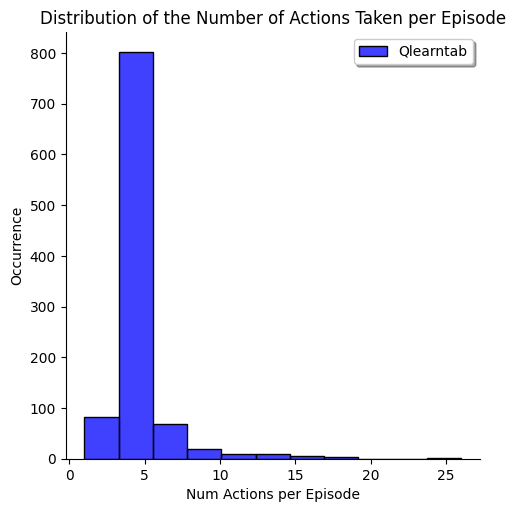 Distribution of the Number of Actions Taken per Episode
Qlearntab
Occurrence
800
700
600
500
400
300
200
100
0
0 5 10 15 20 25
Num Actions per Episode